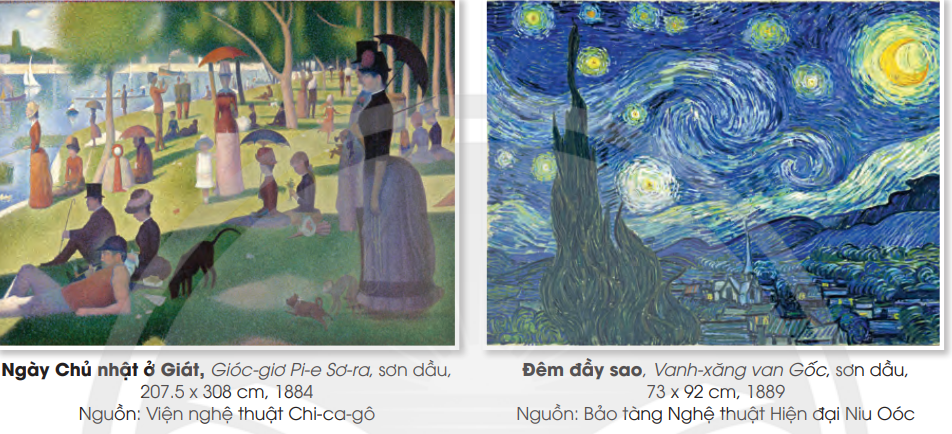 Ngày Chủ nhật ở Giát, Gióc-giơ Pi-e Sơ-ra, sơn dầu,
207.5 x 308 cm, 1884
Nguồn: Viện nghệ thuật Chi-ca-gô
Đêm đầy sao, Vanh-xăng van Gốc, sơn dầu,
73 x 92 cm, 1889
Nguồn: Bảo tàng Nghệ thuật Hiện đại Niu Oóc